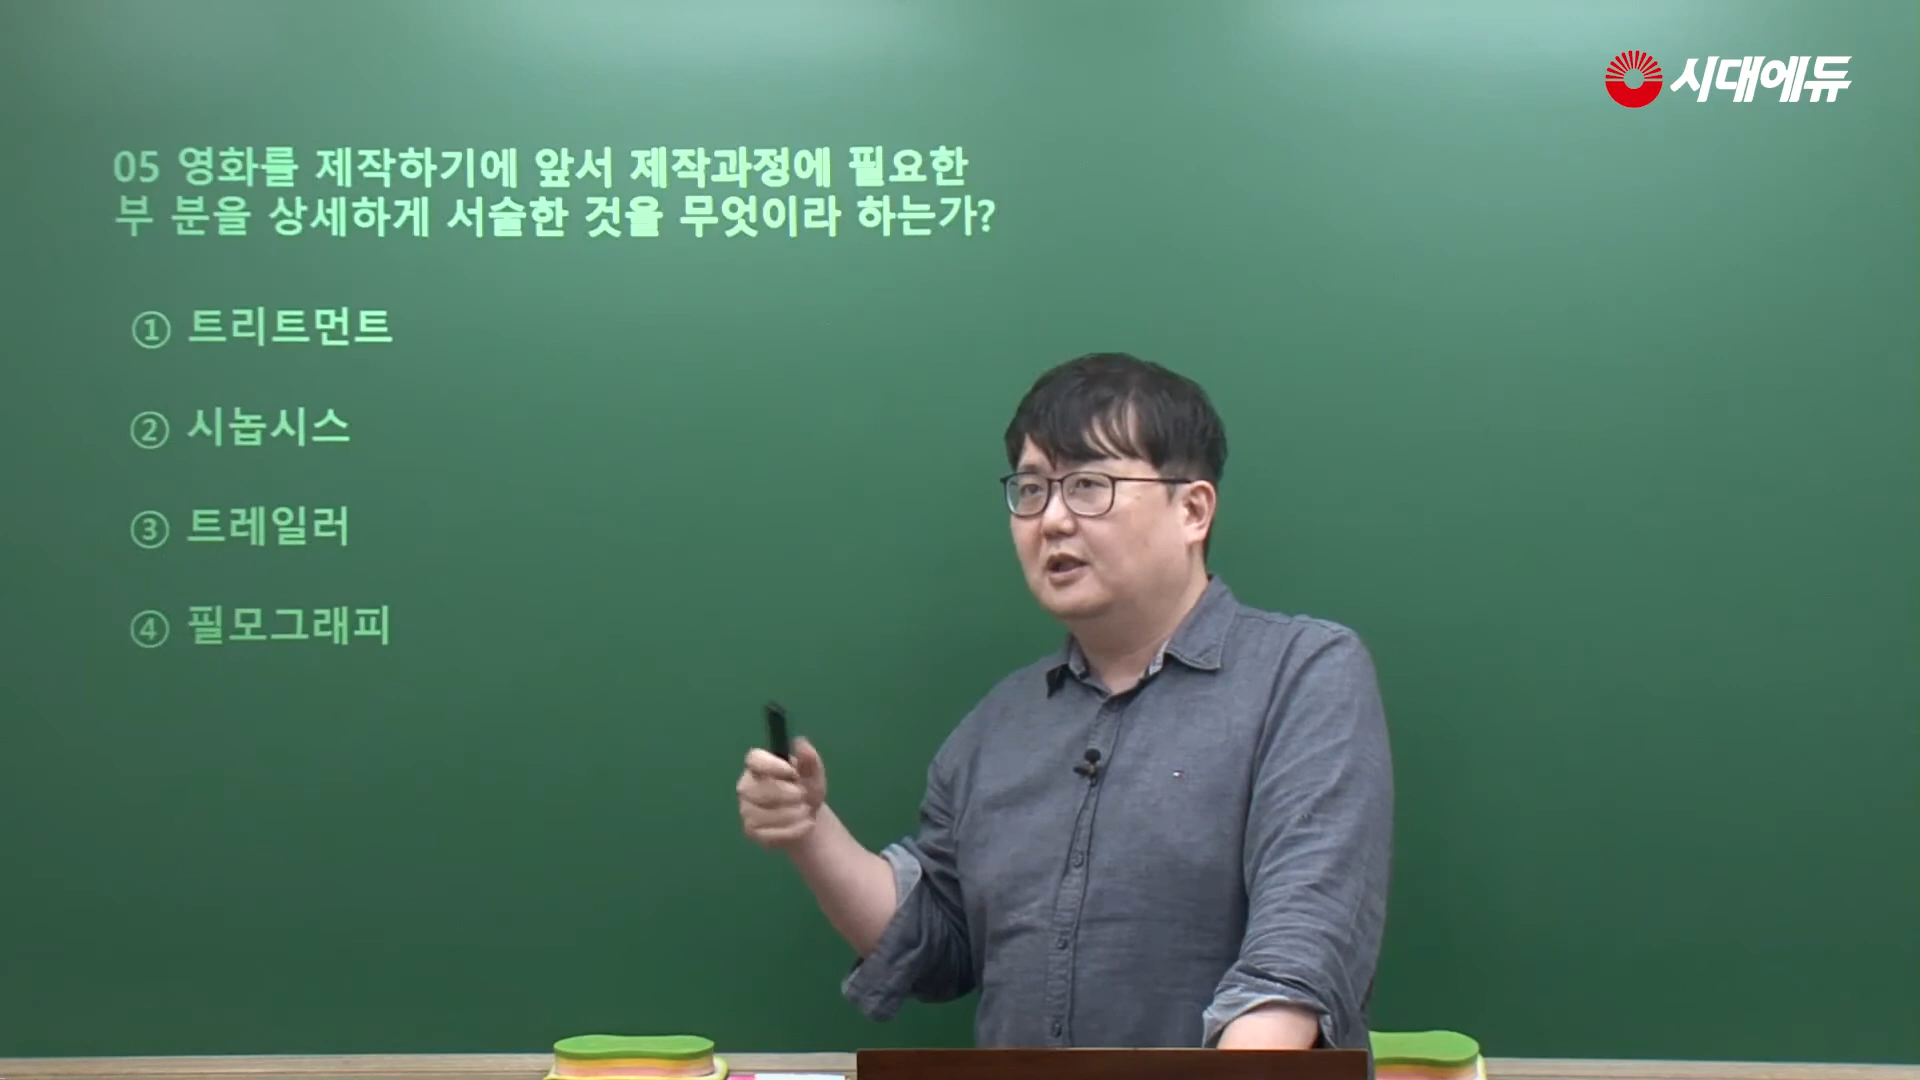 시대에듀
05 영화를 제작하기에 앞서 제작과정에 필요한
부 분을 상세하게 서술한 것을 무엇이라 하는가?
① 트리트먼트
② 시놉시스
③ 트레일러
④ 필모그래피